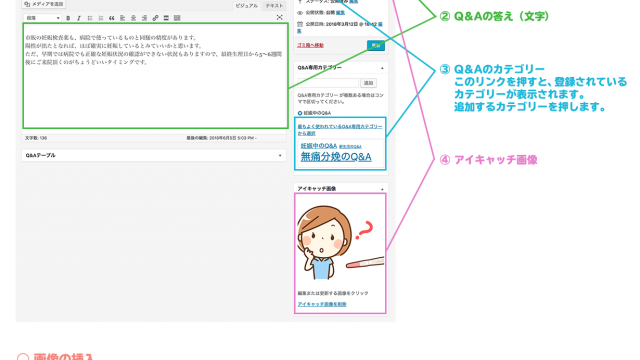 メディアを追加
ビジュアル テキスト
段落
市販の妊娠検査薬も、病院で使っているものと同様の精度があります。
陽性が出たとなれば、ほぼ確実に妊娠しているとみていいかと思います。
ただ、早期では病院でも正確な妊娠状況の確認ができない状況もありますので、最終生理日から5〜6週間
後にご来院頂くのがちょうどいいタイミングです。
文字数: 136
最後の編集: 2018年6月5日 5:03 PM -
Q&Aテーブル
ステータス: 公開済み 編集
公開状態: 公開 編集
公開日時: 2018年3月12日 @ 18:12 編
集
ゴミ箱へ移動
更新
Q&A専用カテゴリー
追加
Q&A専用カテゴリー が複数ある場合はコン
マで区切ってください。
妊娠中のQ&A
最もよく使われているQ&A専用カテゴリー
から選択
妊娠中のQ&A 新生児のQ&A
無痛分娩のQ&A
アイキャッチ画像
編集または更新する画像をクリック
アイキャッチ画像を削除
② Q&Aの答え（文字）
③ Q&Aのカテゴリー
このリンクを押すと、登録されている
カテゴリーが表示されます。
追加するカテゴリーを押します。
④ アイキャッチ画像
〇 画像の挿入